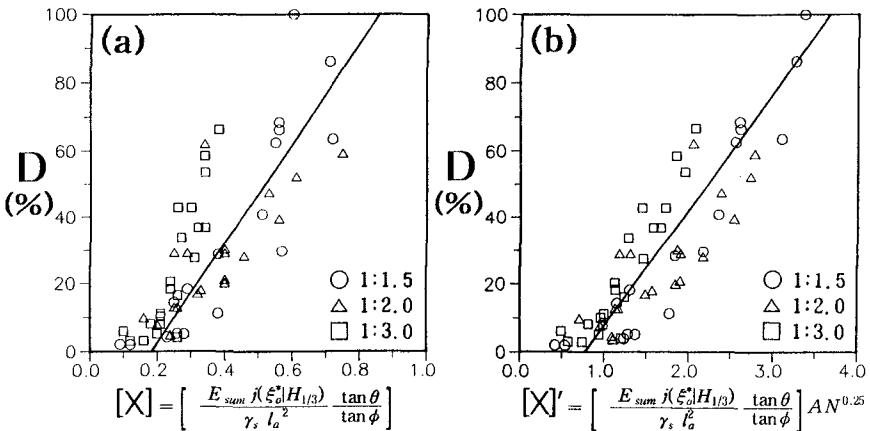 (a)
100
80
60
40
20
0
D
(%)
○ 1:1.5
△ 1:2.0
□ 1:3.0
0.0 0.2 0.4 0.6 0.8 1.0
[X] = [ E_sum j(ξ_o*|H_1/3) / γ_s l_a^2 tanθ / tanϕ ]
(b)
100
80
60
40
20
0
D
(%)
○ 1:1.5
△ 1:2.0
□ 1:3.0
0.0 1.0 2.0 3.0 4.0
[X]′ = [ E_sum j(ξ_o*|H_1/3) / γ_s l_a^2 tanθ / tanϕ ] AN^0.25